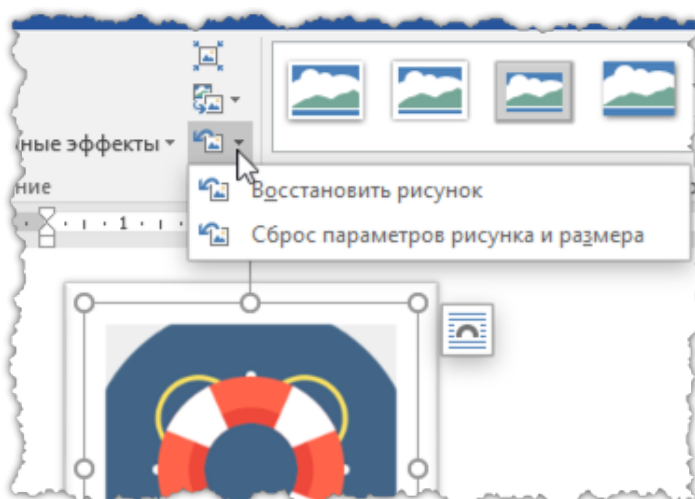 ные эффекты
ние
1
Восстановить рисунок
Сброс параметров рисунка и размера